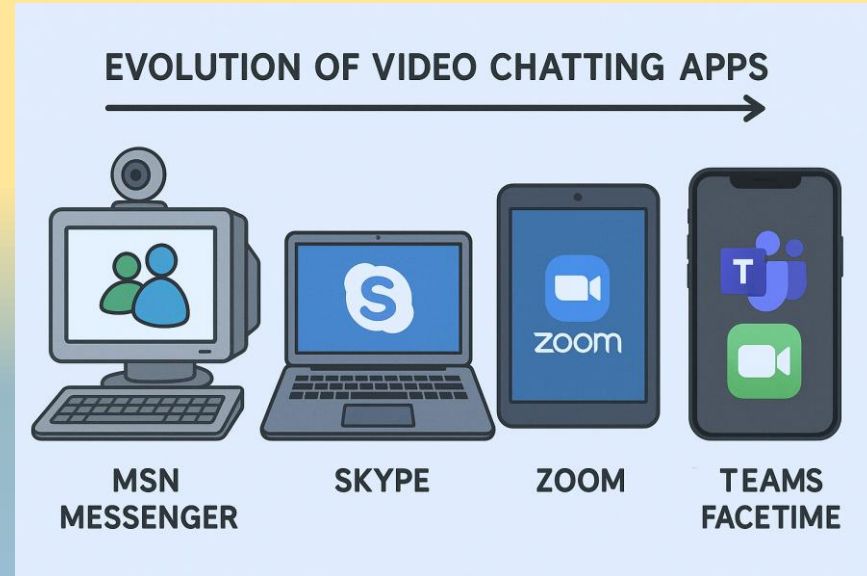 EVOLUTION OF VIDEO CHATTING APPS
S
zoom
T
MSN
MESSENGER
SKYPE
ZOOM
TEAMS
FACETIME